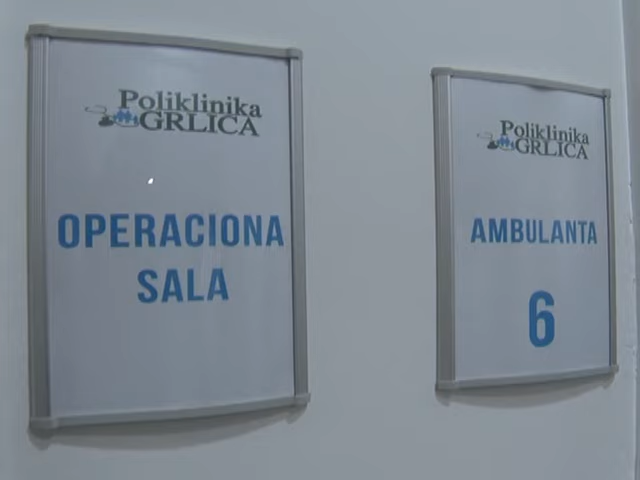 Poliklinika
GRLICA
OPERACIONA
SALA
Poliklinika
GRLICA
AMBULANTA
6